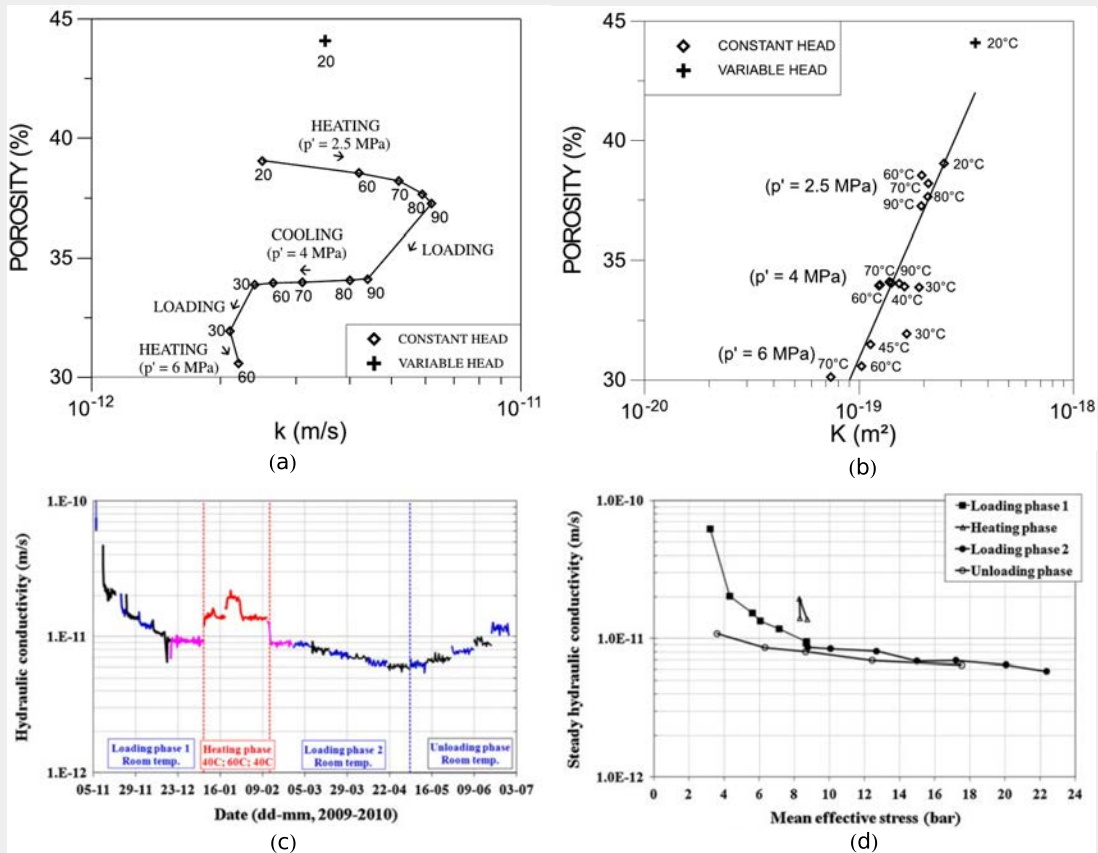 45
40
35
30
POROSITY (%)
20
HEATING
(p' = 2.5 MPa)
20
60
70
80
90
COOLING
(p' = 4 MPa)
LOADING
30
60
70
80
90
LOADING
30
HEATING
(p' = 6 MPa)
60
CONSTANT HEAD
VARIABLE HEAD
10-12
10-11
k (m/s)
(a)
45
40
35
30
POROSITY (%)
CONSTANT HEAD
VARIABLE HEAD
20°C
20°C
(p' = 2.5 MPa)
60°C
70°C
80°C
90°C
(p' = 4 MPa)
70°C
90°C
60°C
40°C
30°C
30°C
(p' = 6 MPa)
45°C
70°C
60°C
10-20
10-19
10-18
K (m²)
(b)
1.E-10
1.E-11
1.E-12
Hydraulic conductivity (m/s)
Loading phase 1
Room temp.
Heating phase
40C; 60C; 40C
Loading phase 2
Room temp.
Unloading phase
Room temp.
05-11 29-11 23-12 16-01 09-02 05-03 29-03 22-04 16-05 09-06 03-07
Date (dd-mm, 2009-2010)
(c)
1.0E-10
1.0E-11
1.0E-12
Steady hydraulic conductivity (m/s)
Loading phase 1
Heating phase
Loading phase 2
Unloading phase
0 2 4 6 8 10 12 14 16 18 20 22 24
Mean effective stress (bar)
(d)